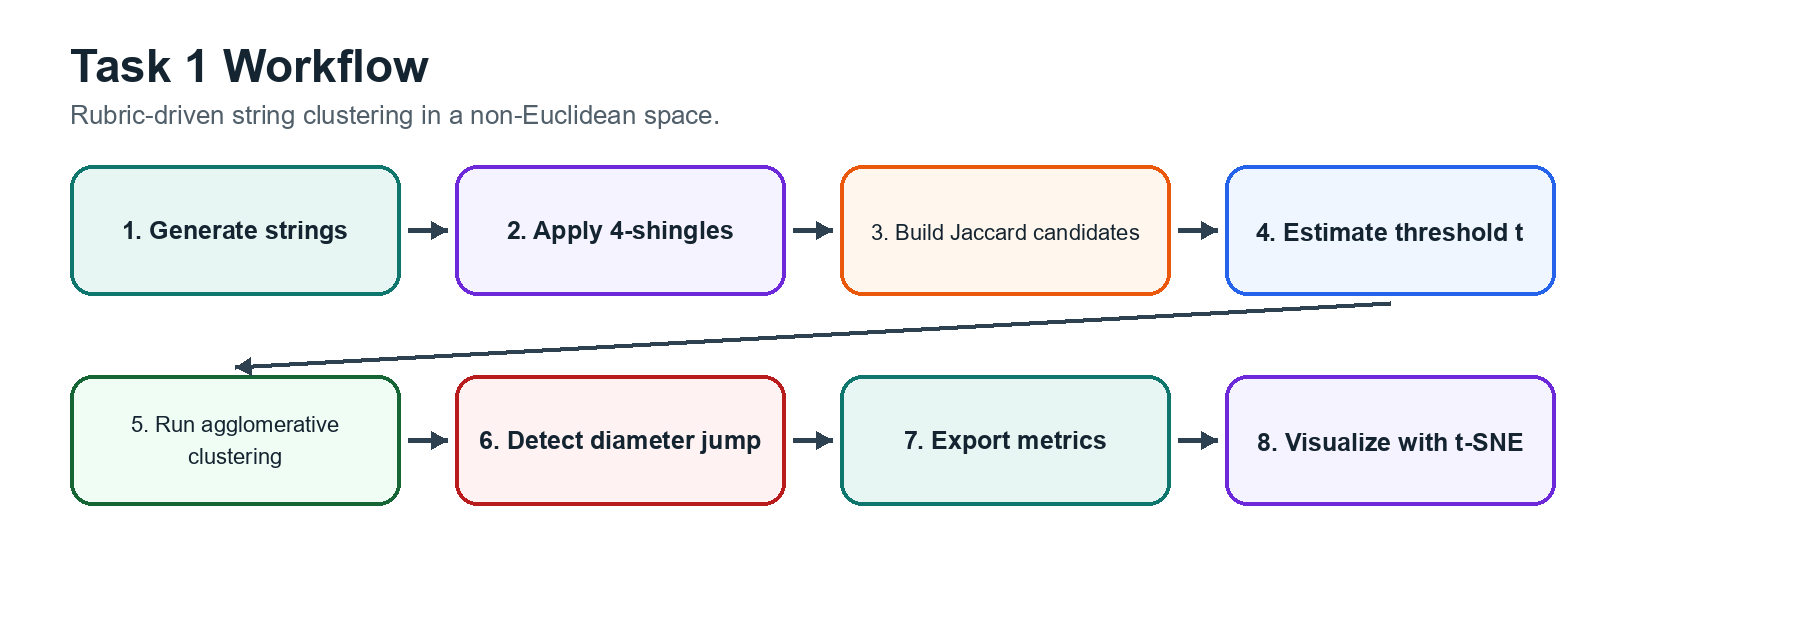 Task 1 Workflow
Rubric-driven string clustering in a non-Euclidean space.
1. Generate strings
2. Apply 4-shingles
3. Build Jaccard candidates
4. Estimate threshold t
5. Run agglomerative
clustering
6. Detect diameter jump
7. Export metrics
8. Visualize with t-SNE